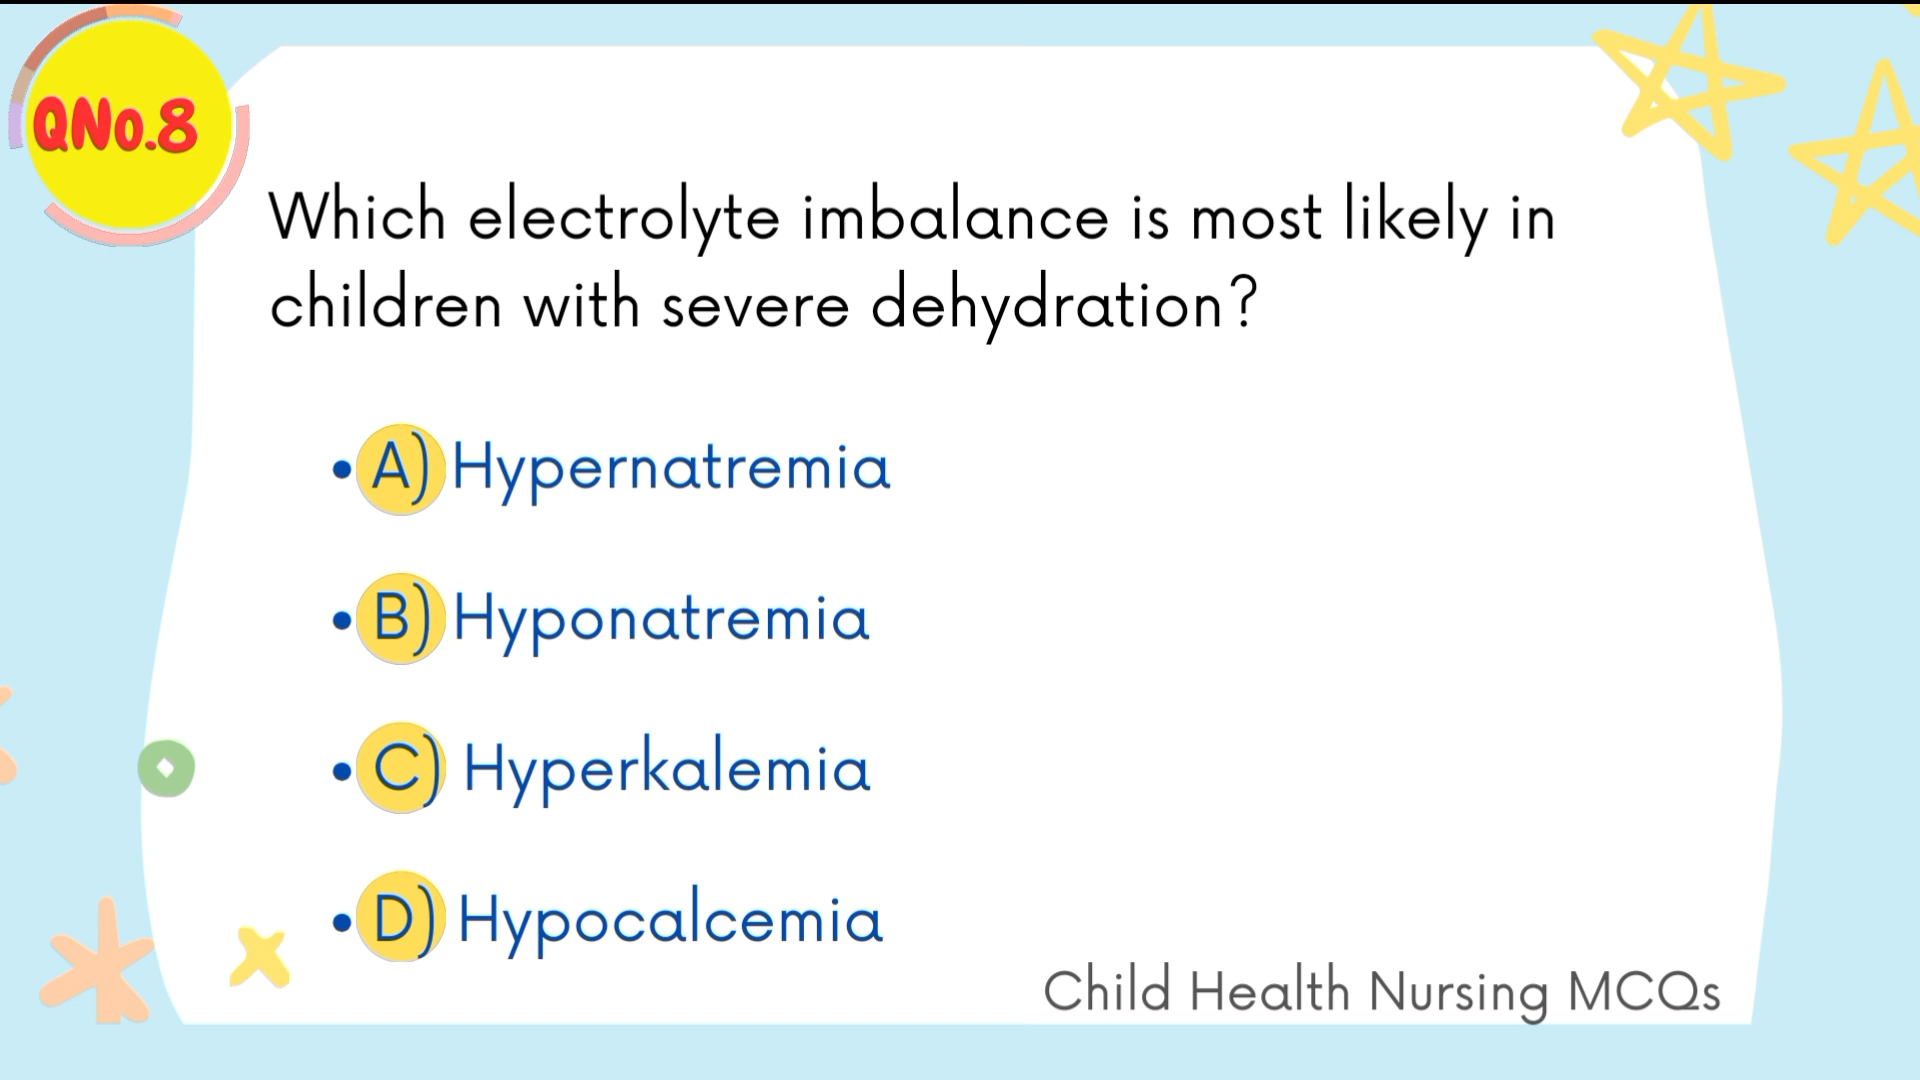 QNo.8
Which electrolyte imbalance is most likely in
children with severe dehydration?
• A) Hypernatremia
• B) Hyponatremia
• C) Hyperkalemia
• D) Hypocalcemia
Child Health Nursing MCQs